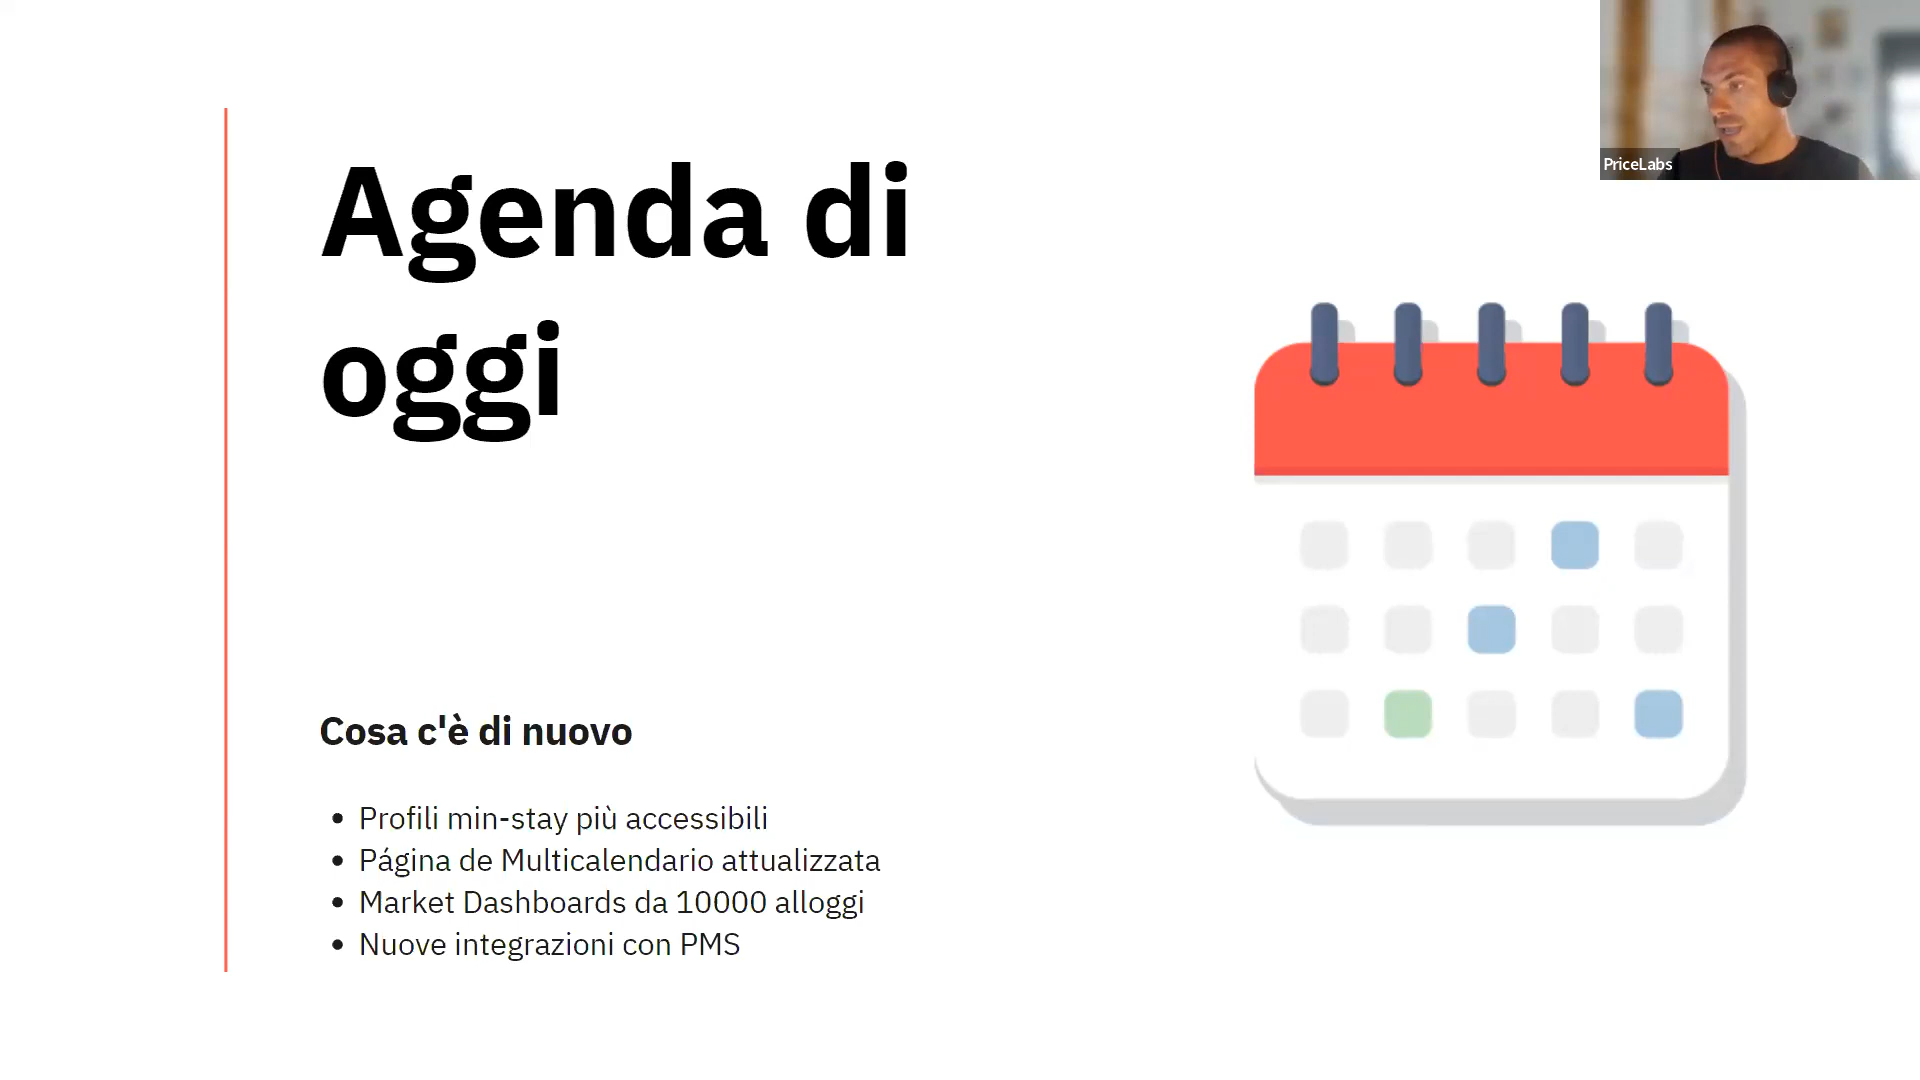 Agenda di
oggi
PriceLabs
Cosa c'è di nuovo
Profili min-stay più accessibili
Página de Multicalendario attualizzata
Market Dashboards da 10000 alloggi
Nuove integrazioni con PMS